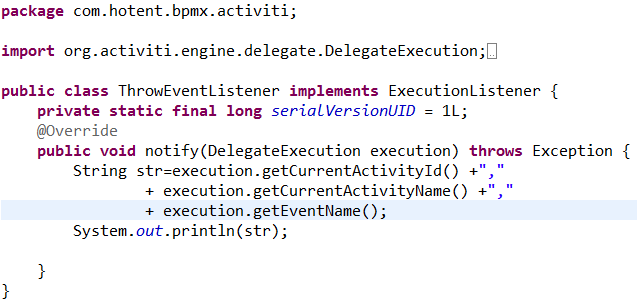 package com.hotent.bpmx.activiti;
import org.activiti.engine.delegate.DelegateExecution;
public class ThrowEventListener implements ExecutionListener {
private static final long serialVersionUID = 1L;
@Override
public void notify(DelegateExecution execution) throws Exception {
String str=execution.getCurrentActivityId() +","
+ execution.getCurrentActivityName() +","
+ execution.getEventName();
System.out.println(str);
}
}